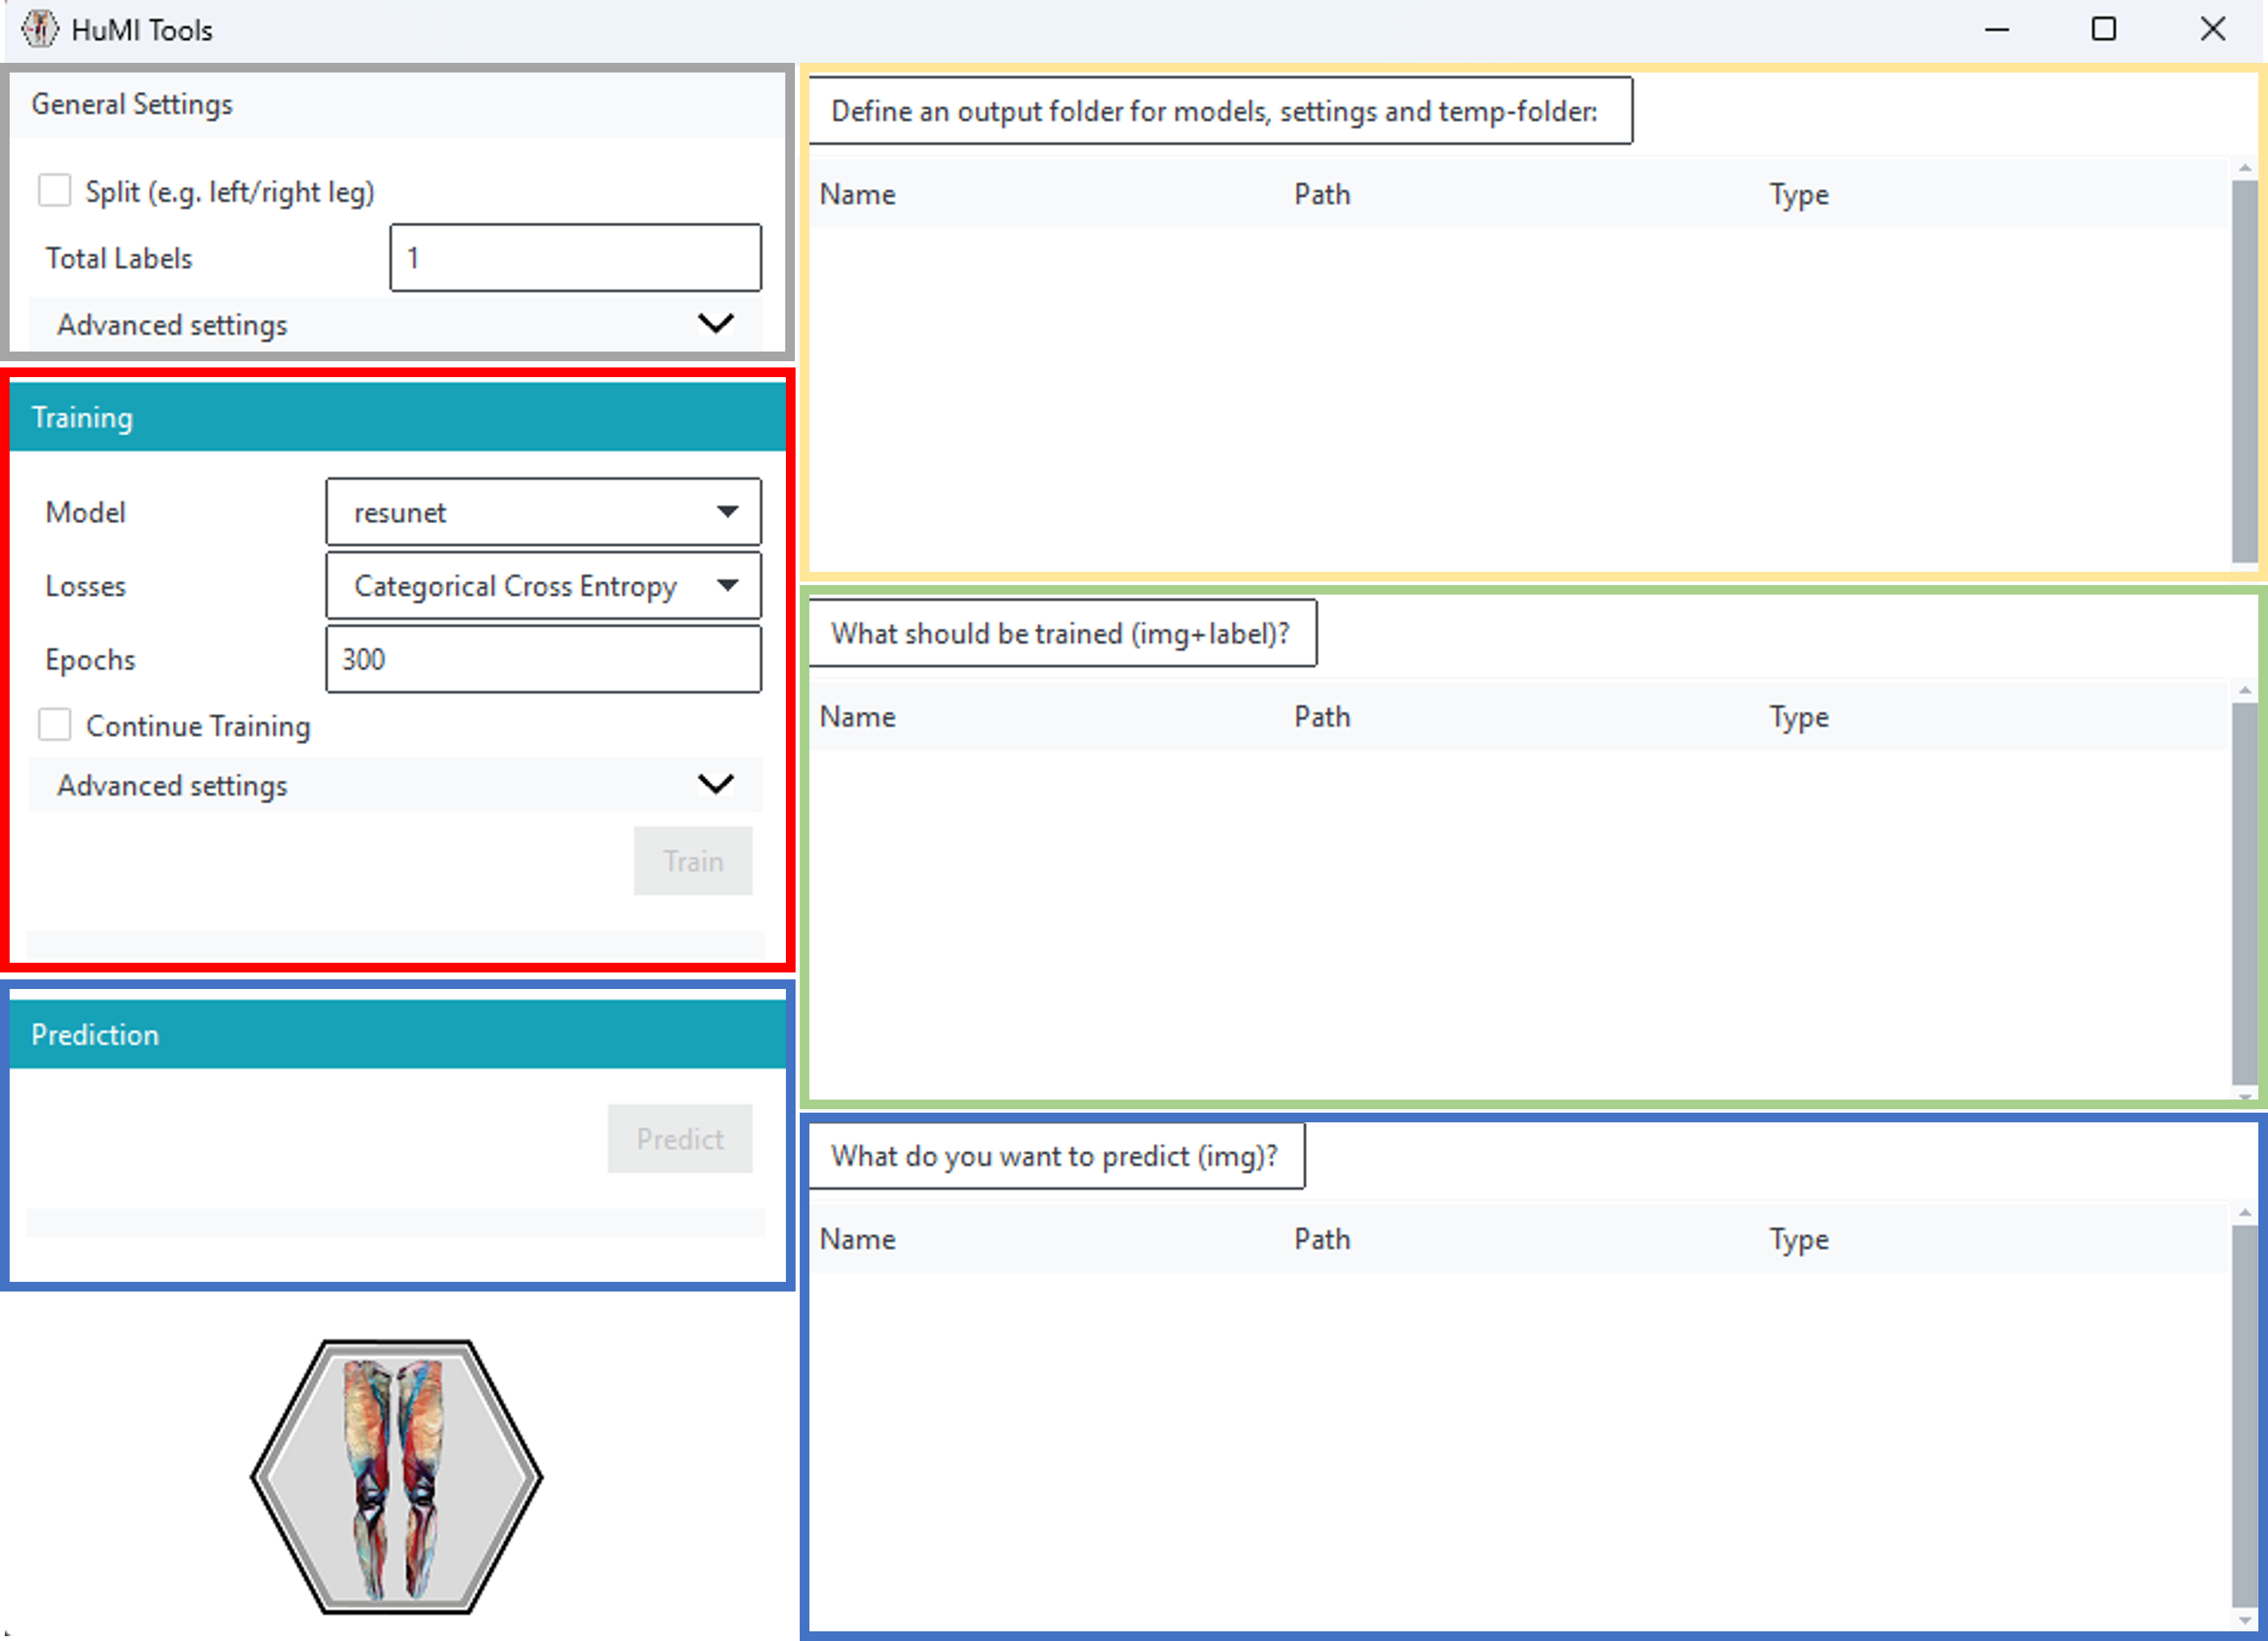 HuMI Tools
General Settings
Split (e.g. left/right leg)
Total Labels 1
Advanced settings
Training
Model resunet
Losses Categorical Cross Entropy
Epochs 300
Continue Training
Advanced settings
Train
Prediction
Predict
Define an output folder for models, settings and temp-folder:
Name Path Type
What should be trained (img+label)?
Name Path Type
What do you want to predict (img)?
Name Path Type